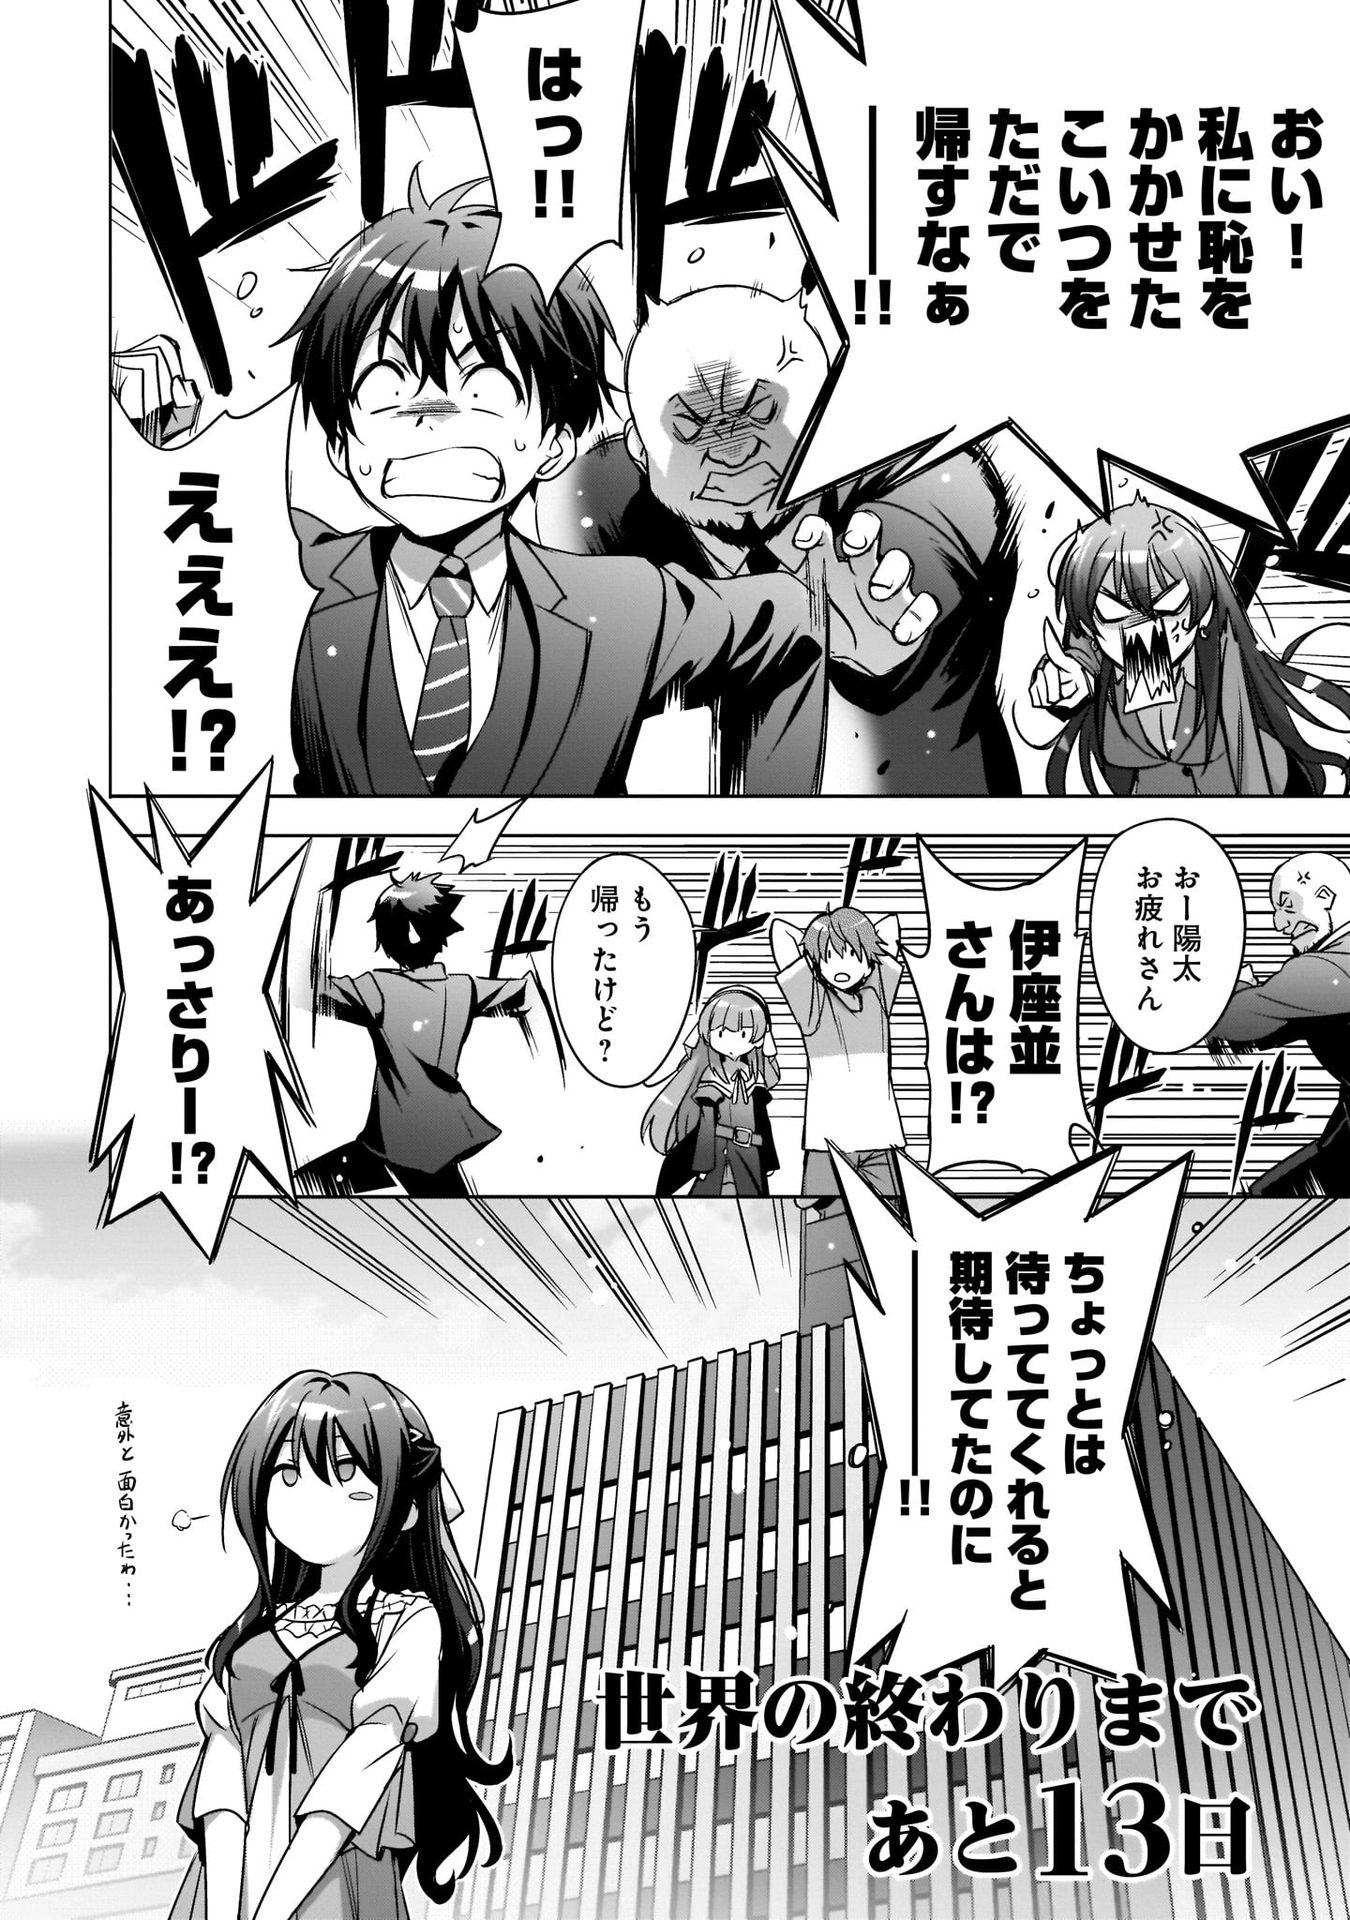 おい!
私に恥を
かかせた
こいつを
ただで
帰すなぁ
――!!
はっ!!
ドドドド
えええ!?
おー陽太
お疲れさん
伊座並
さんは!?
もう
帰ったけど?
ドドドド
あっさりー!?
ちょっとは
待っててくれると
期待してたのに
――!!
意外と面白かったわ…
世界の終わりまで
あと13日